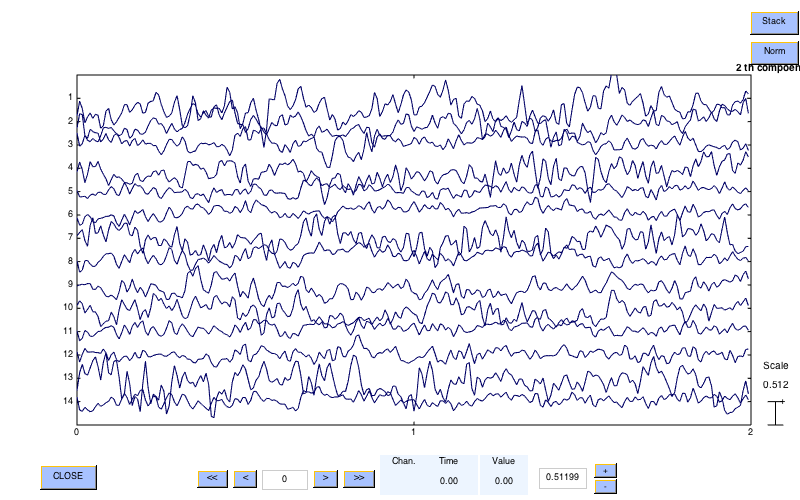 Stack
Norm
2 th compoen
1
2
3
4
5
6
7
8
9
10
11
12
13
14
0 1 2
Scale
0.512
+
CLOSE
<< < 0 > >>
Chan. Time Value
0.00 0.00
0.51199
+
-